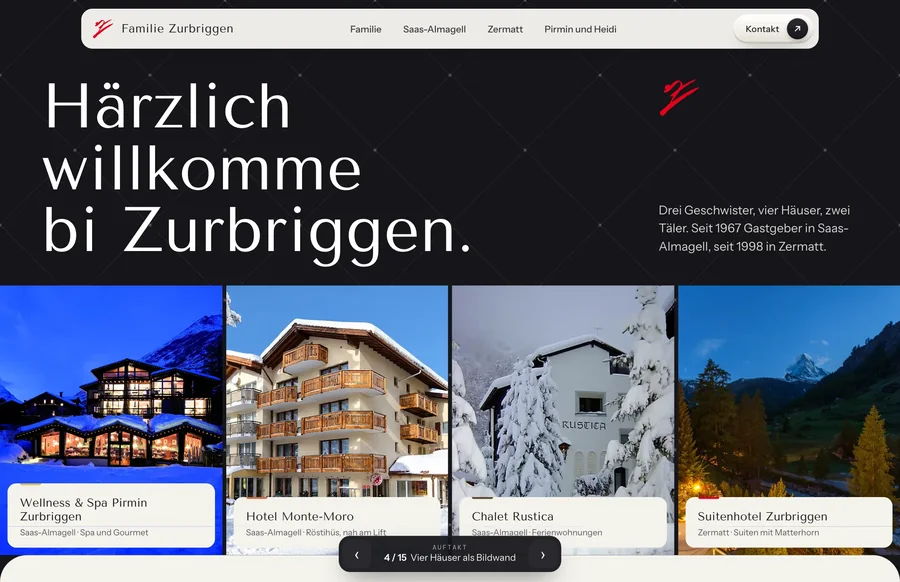 Familie Zurbriggen
Familie
Saas-Almagell
Zermatt
Pirmin und Heidi
Kontakt
Härzlich
willkomme
bi Zurbriggen.
Drei Geschwister, vier Häuser, zwei
Täler. Seit 1967 Gastgeber in Saas-
Almagell, seit 1998 in Zermatt.
RUSTICA
Wellness & Spa Pirmin
Zurbriggen
Saas-Almagell · Spa und Gourmet
Hotel Monte-Moro
Saas-Almagell · Röstihüs, nah am Lift
Chalet Rustica
Saas-Almagell · Ferienwohnungen
Suitenhotel Zurbriggen
Zermatt · Suiten mit Matterhorn
AUFTAKT
4 / 15 Vier Häuser als Bildwand